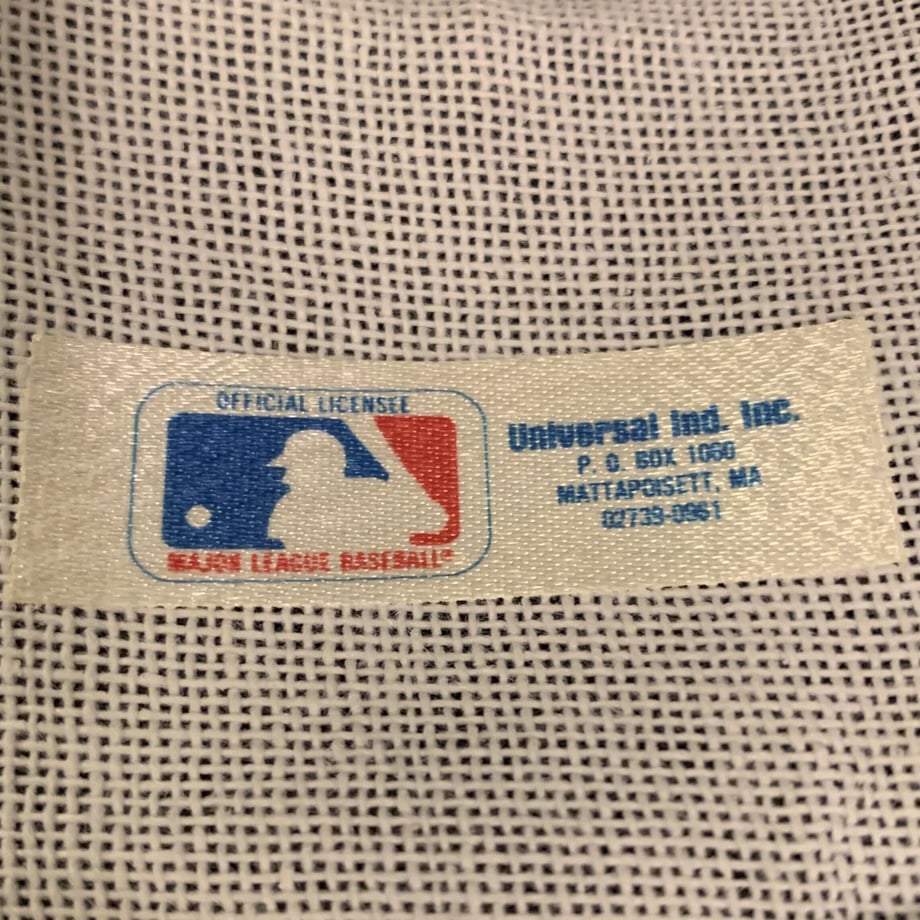 OFFICIAL LICENSEE
MAJOR LEAGUE BASEBALL
Universal Ind. Inc.
P. O. BOX 1060
MATTAPOISETT, MA
02739-0961